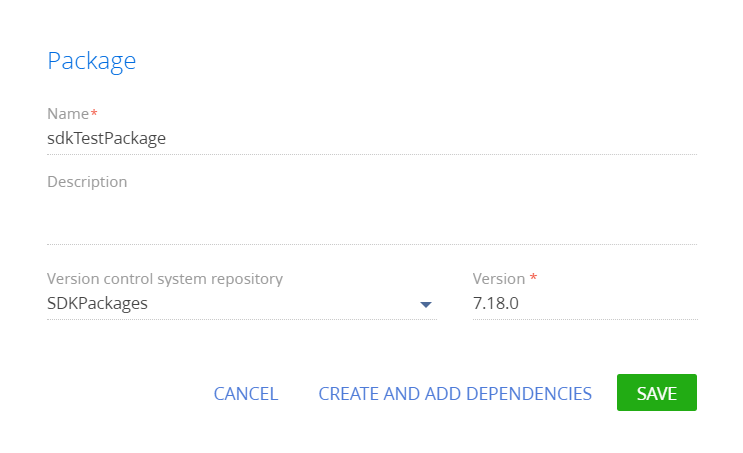 Package
Name*
sdkTestPackage
Description
Version control system repository
Version *
SDKPackages
7.18.0
CANCEL
CREATE AND ADD DEPENDENCIES
SAVE